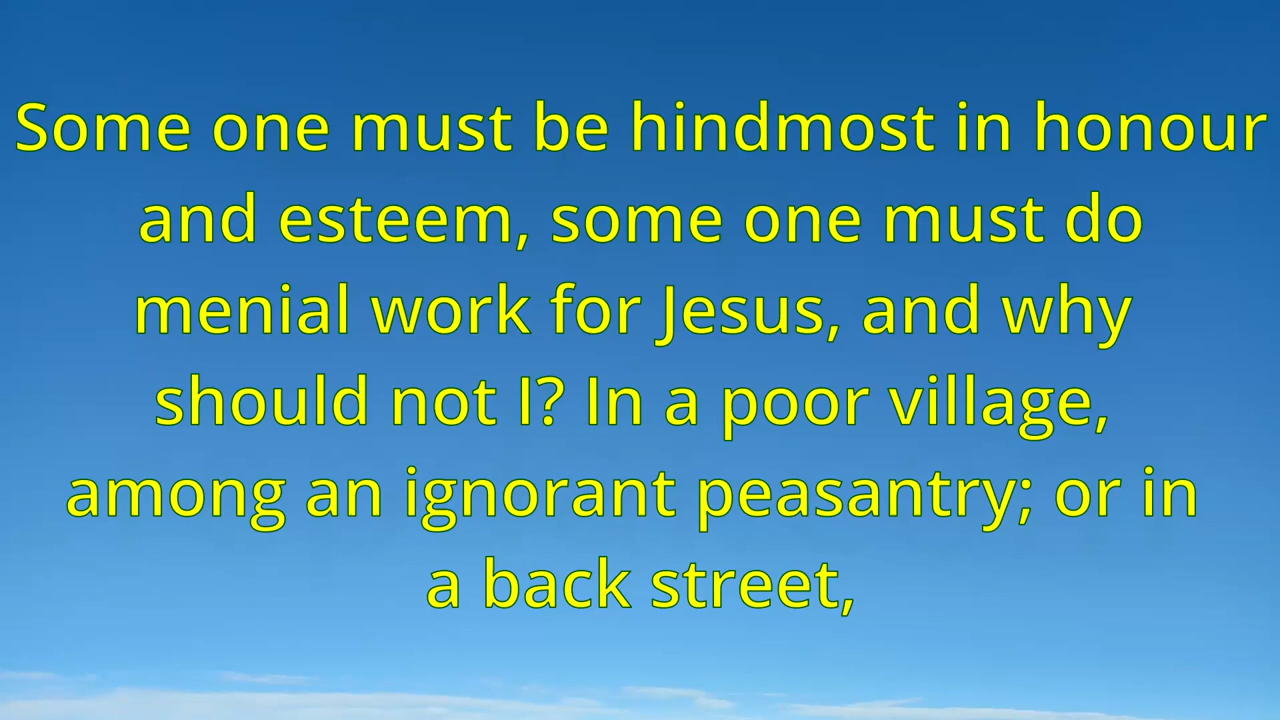 Some one must be hindmost in honour
and esteem, some one must do
menial work for Jesus, and why
should not I? In a poor village,
among an ignorant peasantry; or in
a back street,